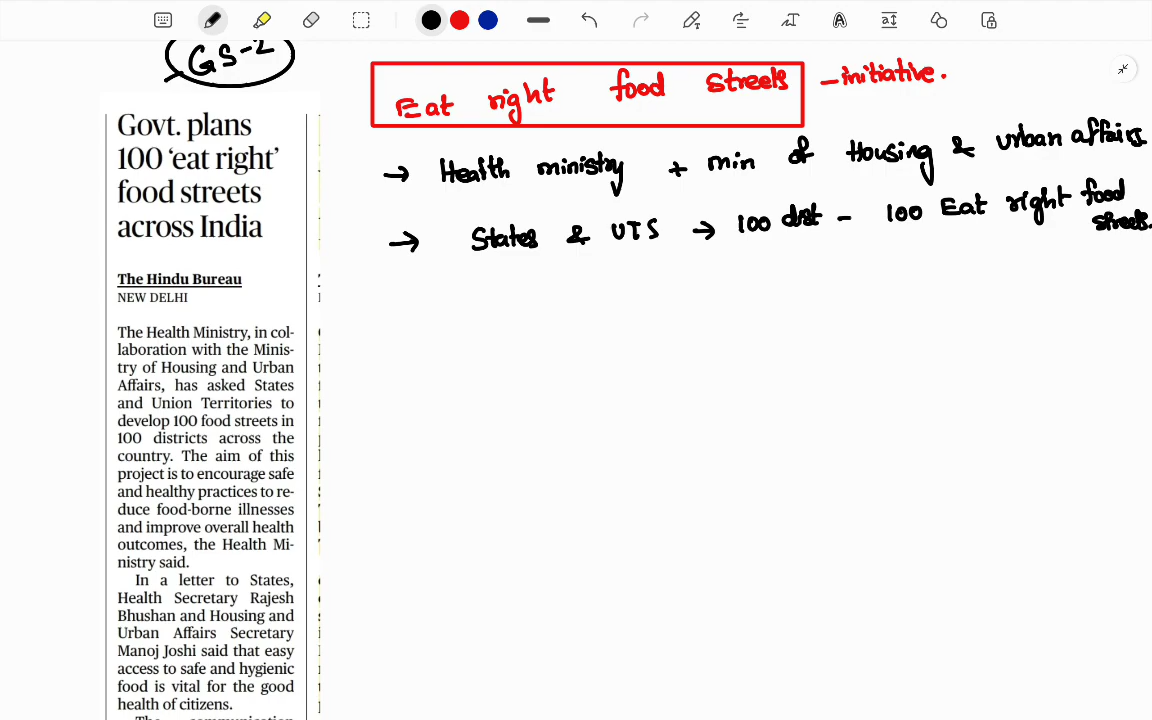 GS-2
Eat right food Streets - initiative.
→ Health ministry + min of Housing & urban affairs
→ States & UTS → 100 dist - 100 Eat right food
streets.
Govt. plans
100 ‘eat right’
food streets
across India
The Hindu Bureau
NEW DELHI
The Health Ministry, in col-
laboration with the Minis-
try of Housing and Urban
Affairs, has asked States
and Union Territories to
develop 100 food streets in
100 districts across the
country. The aim of this
project is to encourage safe
and healthy practices to re-
duce food-borne illnesses
and improve overall health
outcomes, the Health Mi-
nistry said.
In a letter to States,
Health Secretary Rajesh
Bhushan and Housing and
Urban Affairs Secretary
Manoj Joshi said that easy
access to safe and hygienic
food is vital for the good
health of citizens.